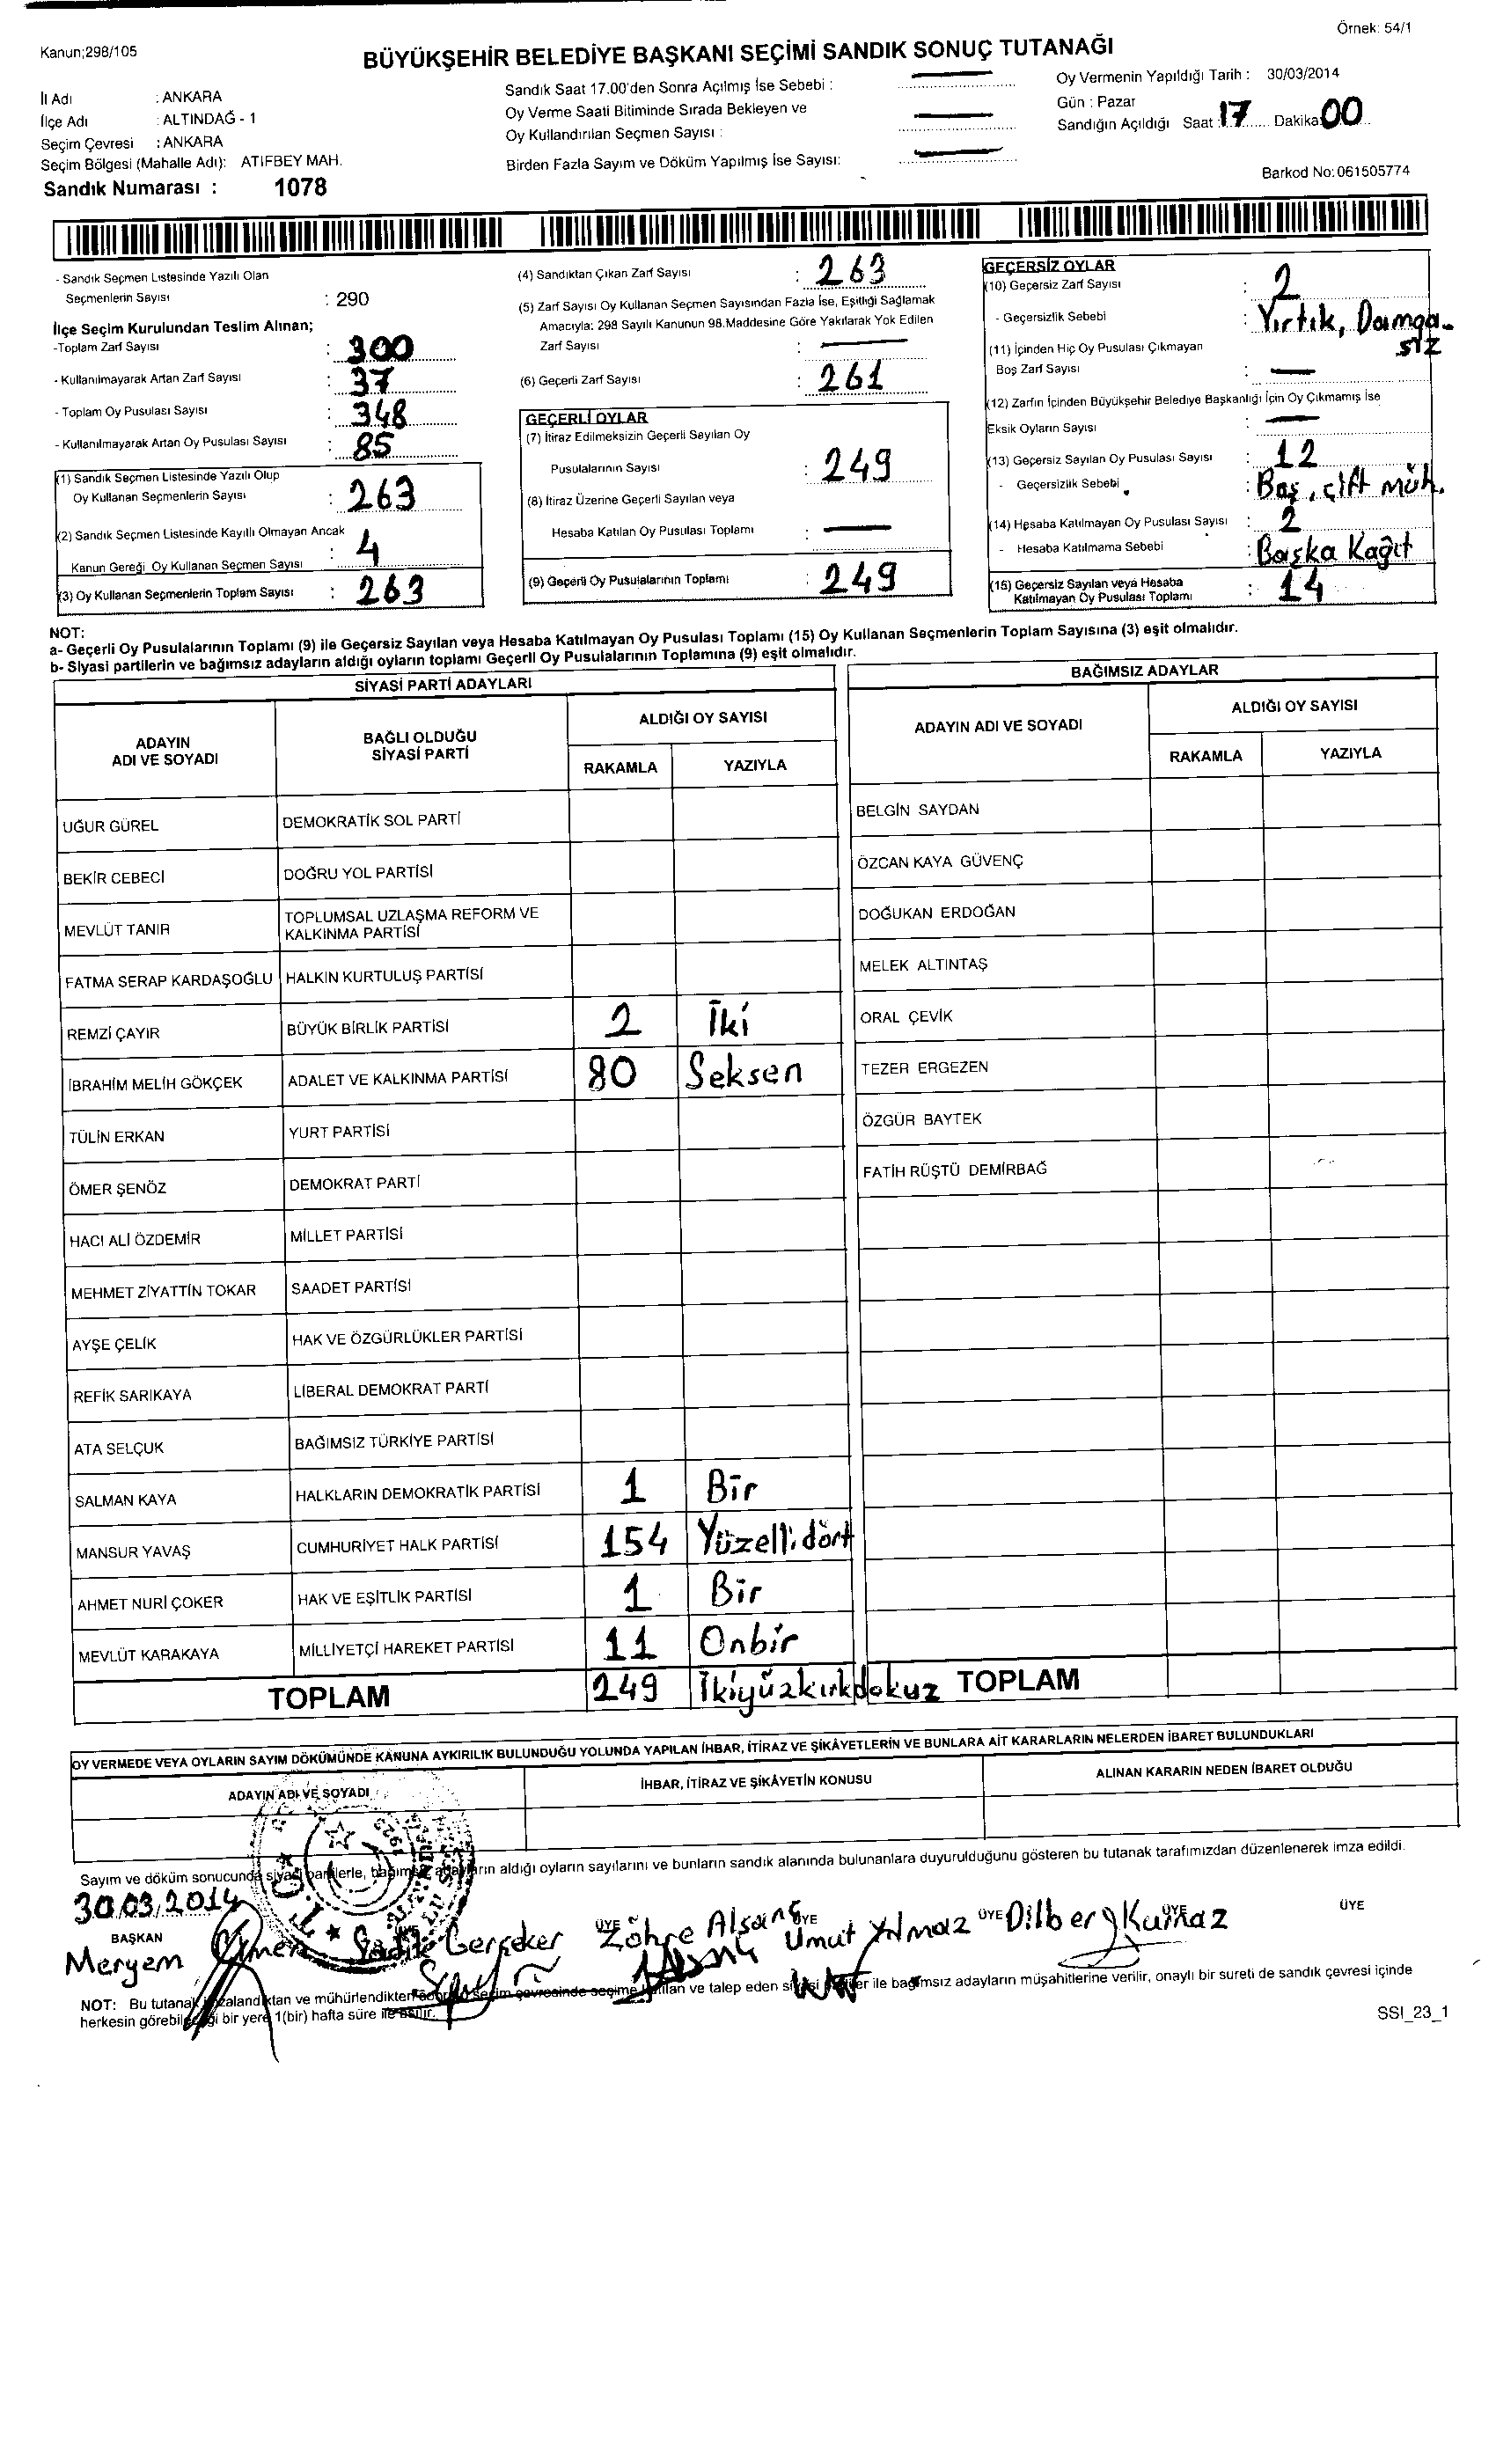 Örnek: 54/1
Kanun;298/105
BÜYÜKŞEHİR BELEDİYE BAŞKANI SEÇİMİ SANDIK SONUÇ TUTANAĞI
İl Adı : ANKARA
İlçe Adı : ALTINDAĞ - 1
Seçim Çevresi : ANKARA
Seçim Bölgesi (Mahalle Adı): ATIFBEY MAH.
Sandık Numarası : 1078
Sandık Saat 17.00'den Sonra Açılmış İse Sebebi :
Oy Verme Saati Bitiminde Sırada Bekleyen ve
Oy Kullandırılan Seçmen Sayısı :
Birden Fazla Sayım ve Döküm Yapılmış İse Sayısı:
Oy Vermenin Yapıldığı Tarih : 30/03/2014
Gün : Pazar
Sandığın Açıldığı Saat : 17 Dakika: 00
Barkod No: 061505774
- Sandık Seçmen Listesinde Yazılı Olan
Seçmenlerin Sayısı : 290
İlçe Seçim Kurulundan Teslim Alınan;
-Toplam Zarf Sayısı : 300
- Kullanılmayarak Artan Zarf Sayısı : 37
- Toplam Oy Pusulası Sayısı : 348
- Kullanılmayarak Artan Oy Pusulası Sayısı : 85
(1) Sandık Seçmen Listesinde Yazılı Olup
Oy Kullanan Seçmenlerin Sayısı : 263
(2) Sandık Seçmen Listesinde Kayıllı Olmayan Ancak
Kanun Gereği Oy Kullanan Seçmen Sayısı : 4
(3) Oy Kullanan Seçmenlerin Toplam Sayısı : 263
(4) Sandıktan Çıkan Zarf Sayısı : 263
(5) Zarf Sayısı Oy Kullanan Seçmen Sayısından Fazla İse, Eşitliği Sağlamak
Amacıyla: 298 Sayılı Kanunun 98.Maddesine Göre Yakılarak Yok Edilen
Zarf Sayısı :
(6) Geçerli Zarf Sayısı : 261
GEÇERLİ OYLAR
(7) İtiraz Edilmeksizin Geçerli Sayılan Oy
Pusulalarının Sayısı : 249
(8) İtiraz Üzerine Geçerli Sayılan veya
Hesaba Katılan Oy Pusulası Toplamı :
(9) Geçerli Oy Pusulalarının Toplamı : 249
GEÇERSİZ OYLAR
(10) Geçersiz Zarf Sayısı : 2
- Geçersizlik Sebebi : Yırtık, Damga-
sız
(11) İçinden Hiç Oy Pusulası Çıkmayan
Boş Zarf Sayısı :
(12) Zarfın İçinden Büyükşehir Belediye Başkanlığı İçin Oy Çıkmamış İse
Eksik Oyların Sayısı :
(13) Geçersiz Sayılan Oy Pusulası Sayısı : 12
- Geçersizlik Sebebi : Boş, çift müh.
(14) Hesaba Katılmayan Oy Pusulası Sayısı : 2
- Hesaba Katılmama Sebebi : Başka Kağıt
(15) Geçersiz Sayılan veya Hesaba
Katılmayan Oy Pusulası Toplamı : 14
NOT:
a- Geçerli Oy Pusulalarının Toplamı (9) ile Geçersiz Sayılan veya Hesaba Katılmayan Oy Pusulası Toplamı (15) Oy Kullanan Seçmenlerin Toplam Sayısına (3) eşit olmalıdır.
b- Siyasi partilerin ve bağımsız adayların aldığı oyların toplamı Geçerli Oy Pusulalarının Toplamına (9) eşit olmalıdır.
SİYASİ PARTİ ADAYLARI
ADAYIN ADI VE SOYADI BAĞLI OLDUĞU SİYASİ PARTİ ALDIĞI OY SAYISI
RAKAMLA YAZIYLA
UĞUR GÜREL DEMOKRATİK SOL PARTİ
BEKİR CEBECİ DOĞRU YOL PARTİSİ
MEVLÜT TANIR TOPLUMSAL UZLAŞMA REFORM VE
KALKINMA PARTİSİ
FATMA SERAP KARDAŞOĞLU HALKIN KURTULUŞ PARTİSİ
REMZİ ÇAYIR BÜYÜK BİRLİK PARTİSİ 2 İki
İBRAHİM MELİH GÖKÇEK ADALET VE KALKINMA PARTİSİ 80 Seksen
TÜLİN ERKAN YURT PARTİSİ
ÖMER ŞENÖZ DEMOKRAT PARTİ
HACI ALİ ÖZDEMİR MİLLET PARTİSİ
MEHMET ZİYATTİN TOKAR SAADET PARTİSİ
AYŞE ÇELİK HAK VE ÖZGÜRLÜKLER PARTİSİ
REFİK SARIKAYA LİBERAL DEMOKRAT PARTİ
ATA SELÇUK BAĞIMSIZ TÜRKİYE PARTİSİ
SALMAN KAYA HALKLARIN DEMOKRATİK PARTİSİ 1 Bir
MANSUR YAVAŞ CUMHURİYET HALK PARTİSİ 154 Yüzellidört
AHMET NURİ ÇOKER HAK VE EŞİTLİK PARTİSİ 1 Bir
MEVLÜT KARAKAYA MİLLİYETÇİ HAREKET PARTİSİ 11 Onbir
TOPLAM 249 İkiyüzkırkdokuz
BAĞIMSIZ ADAYLAR
ADAYIN ADI VE SOYADI ALDIĞI OY SAYISI
RAKAMLA YAZIYLA
BELGİN SAYDAN
ÖZCAN KAYA GÜVENÇ
DOĞUKAN ERDOĞAN
MELEK ALTINTAŞ
ORAL ÇEVİK
TEZER ERGEZEN
ÖZGÜR BAYTEK
FATİH RÜŞTÜ DEMİRBAĞ
TOPLAM
OY VERMEDE VEYA OYLARIN SAYIM DÖKÜMÜNDE KANUNA AYKIRILIK BULUNDUĞU YOLUNDA YAPILAN İHBAR, İTİRAZ VE ŞİKÂYETLERİN VE BUNLARA AİT KARARLARIN NELERDEN İBARET BULUNDUKLARI
ADAYIN ADI VE SOYADI İHBAR, İTİRAZ VE ŞİKÂYETİN KONUSU ALINAN KARARIN NEDEN İBARET OLDUĞU
Sayım ve döküm sonucunda siyasi partilerle, bağımsız adayların aldığı oyların sayılarını ve bunların sandık alanında bulunanlara duyurulduğunu gösteren bu tutanak tarafımızdan düzenlenerek imza edildi.
30.03.2014
BAŞKAN ÜYE ÜYE ÜYE ÜYE ÜYE
Meryem Gerçeker Zöhre Umut Yılmaz Dilber
NOT: Bu tutanak imzalandıktan ve mühürlendikten sonra seçim çevresinde seçime katılan ve talep eden siyasi partiler ile bağımsız adayların müşahitlerine verilir, onaylı bir sureti de sandık çevresi içinde
herkesin görebileceği bir yere 1(bir) hafta süre ile asılır.
SSI_23_1